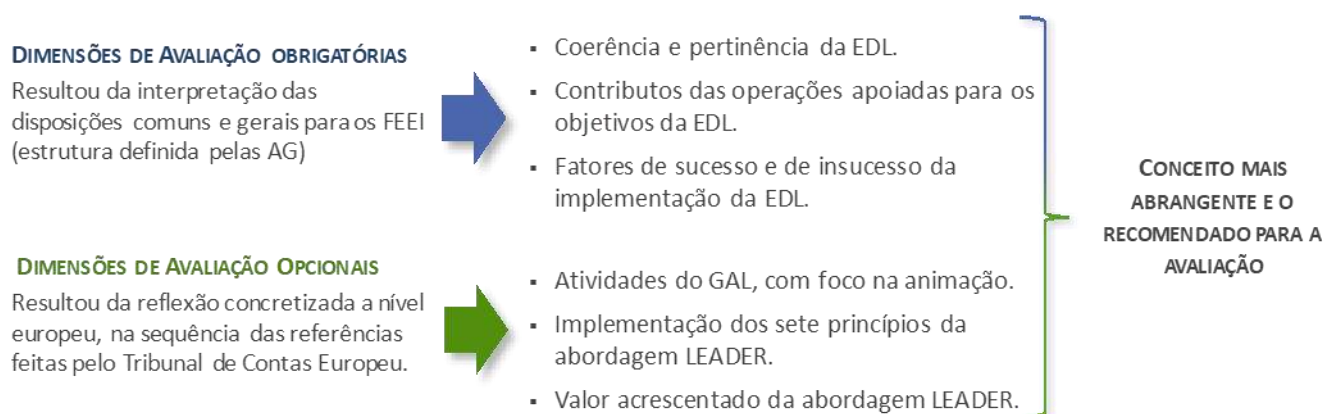 DIMENSÕES DE AVALIAÇÃO OBRIGATÓRIAS
Resultou da interpretação das
disposições comuns e gerais para os FEEI
(estrutura definida pelas AG)
▪ Coerência e pertinência da EDL.
▪ Contributos das operações apoiadas para os
objetivos da EDL.
▪ Fatores de sucesso e de insucesso da
implementação da EDL.
DIMENSÕES DE AVALIAÇÃO OPCIONAIS
Resultou da reflexão concretizada a nível
europeu, na sequência das referências
feitas pelo Tribunal de Contas Europeu.
▪ Atividades do GAL, com foco na animação.
▪ Implementação dos sete princípios da
abordagem LEADER.
▪ Valor acrescentado da abordagem LEADER.
CONCEITO MAIS
ABRANGENTE E O
RECOMENDADO PARA A
AVALIAÇÃO